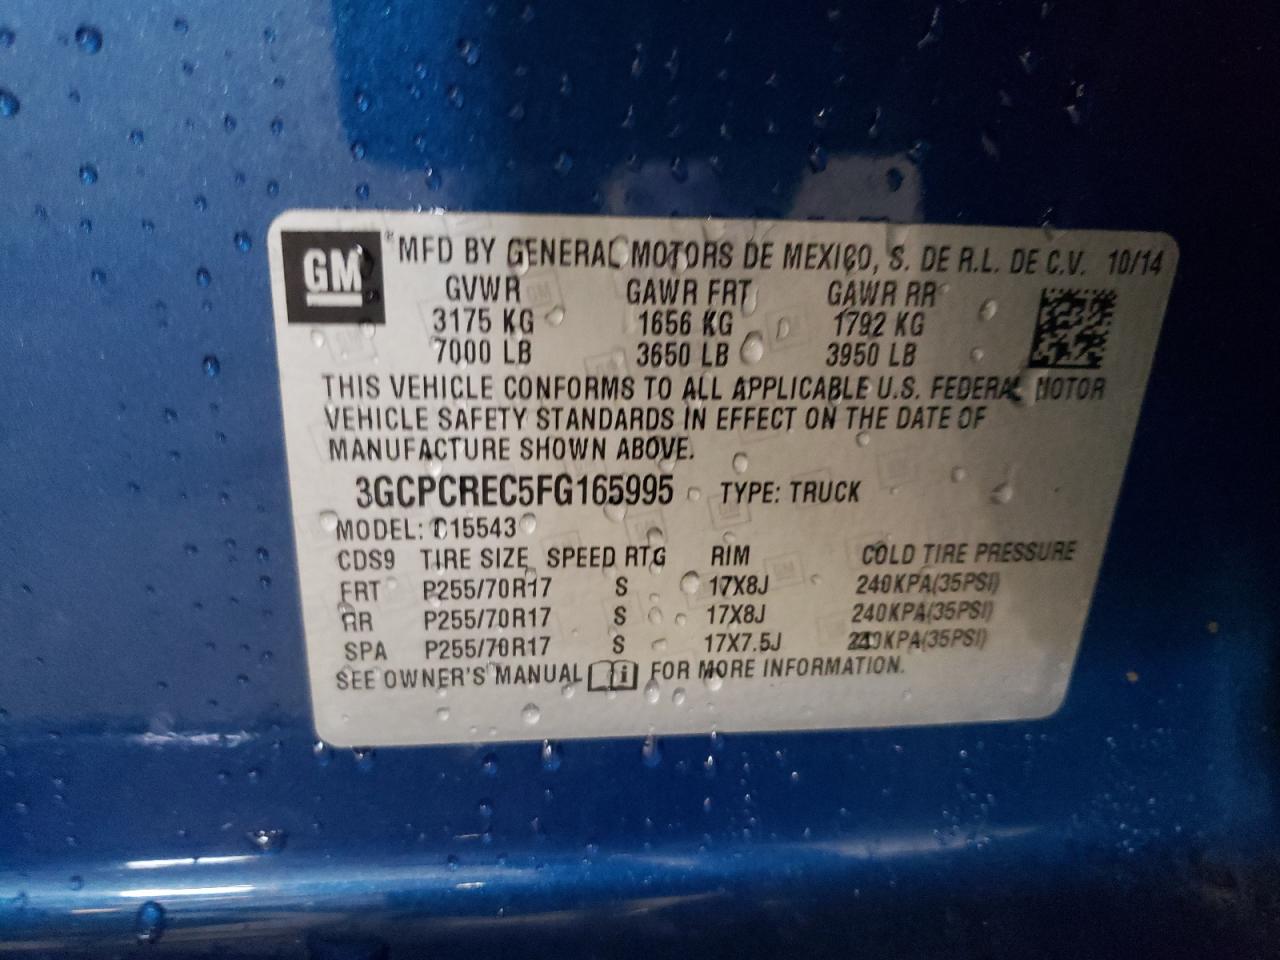 GM
*MFD BY GENERAL MOTORS DE MEXICO, S. DE R.L. DE C.V. 10/14
GVWR GAWR FRT GAWR RR
3175 KG 1656 KG 1792 KG
7000 LB 3650 LB 3950 LB
THIS VEHICLE CONFORMS TO ALL APPLICABLE U.S. FEDERAL MOTOR
VEHICLE SAFETY STANDARDS IN EFFECT ON THE DATE OF
MANUFACTURE SHOWN ABOVE.
3GCPCREC5FG165995 TYPE: TRUCK
MODEL: C15543
CDS9 TIRE SIZE SPEED RTG RIM COLD TIRE PRESSURE
FRT P255/70R17 S 17X8J 240KPA(35PSI)
RR P255/70R17 S 17X8J 240KPA(35PSI)
SPA P255/70R17 S 17X7.5J 240KPA(35PSI)
SEE OWNER'S MANUAL i FOR MORE INFORMATION.